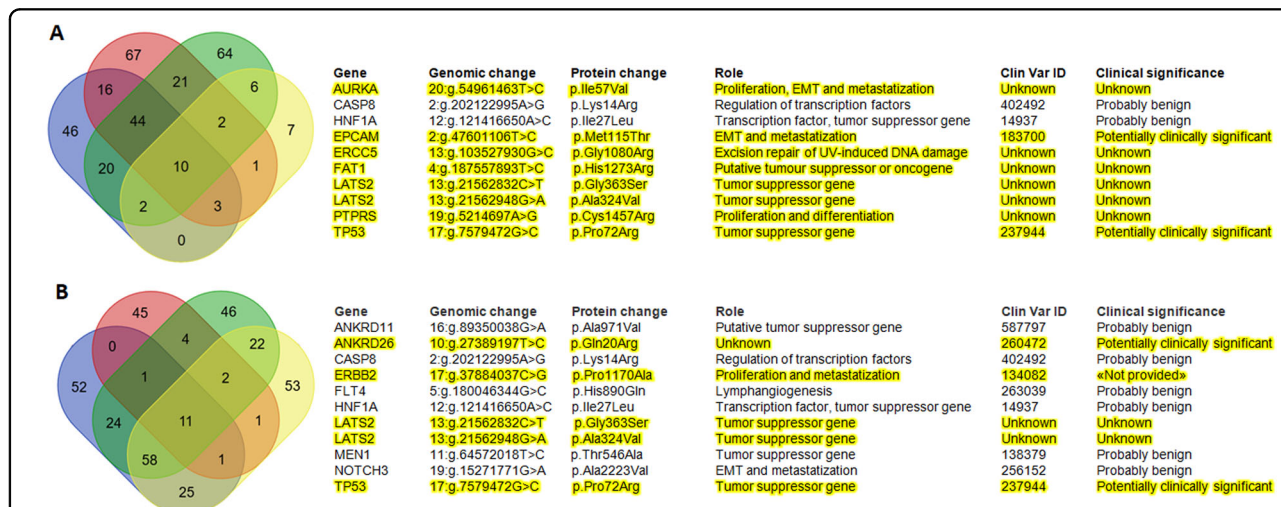 A
67
64
16
21
6
46
44
2
7
20
10
1
2
3
0
Gene Genomic change Protein change Role Clin Var ID Clinical significance
AURKA 20:g.54961463T>C p.Ile57Val Proliferation, EMT and metastatization Unknown Unknown
CASP8 2:g.202122995A>G p.Lys14Arg Regulation of transcription factors 402492 Probably benign
HNF1A 12:g.121416650A>C p.Ile27Leu Transcription factor, tumor suppressor gene 14937 Probably benign
EPCAM 2:g.47601106T>C p.Met115Thr EMT and metastatization 183700 Potentially clinically significant
ERCC5 13:g.103527930G>C p.Gly1080Arg Excision repair of UV-induced DNA damage Unknown Unknown
FAT1 4:g.187557893T>C p.His1273Arg Putative tumour suppressor or oncogene Unknown Unknown
LATS2 13:g.21562832C>T p.Gly363Ser Tumor suppressor gene Unknown Unknown
LATS2 13:g.21562948G>A p.Ala324Val Tumor suppressor gene Unknown Unknown
PTPRS 19:g.5214697A>G p.Cys1457Arg Proliferation and differentiation Unknown Unknown
TP53 17:g.7579472G>C p.Pro72Arg Tumor suppressor gene 237944 Potentially clinically significant
B
45
46
0
4
22
52
1
2
53
24
11
1
58
1
25
Gene Genomic change Protein change Role Clin Var ID Clinical significance
ANKRD11 16:g.89350038G>A p.Ala971Val Putative tumor suppressor gene 587797 Probably benign
ANKRD26 10:g.27389197T>C p.Gln20Arg Unknown 260472 Potentially clinically significant
CASP8 2:g.202122995A>G p.Lys14Arg Regulation of transcription factors 402492 Probably benign
ERBB2 17:g.37884037C>G p.Pro1170Ala Proliferation and metastatization 134082 «Not provided»
FLT4 5:g.180046344G>C p.His890Gln Lymphangiogenesis 263039 Probably benign
HNF1A 12:g.121416650A>C p.Ile27Leu Transcription factor, tumor suppressor gene 14937 Probably benign
LATS2 13:g.21562832C>T p.Gly363Ser Tumor suppressor gene Unknown Unknown
LATS2 13:g.21562948G>A p.Ala324Val Tumor suppressor gene Unknown Unknown
MEN1 11:g.64572018T>C p.Thr546Ala Tumor suppressor gene 138379 Probably benign
NOTCH3 19:g.15271771G>A p.Ala2223Val EMT and metastatization 256152 Probably benign
TP53 17:g.7579472G>C p.Pro72Arg Tumor suppressor gene 237944 Potentially clinically significant